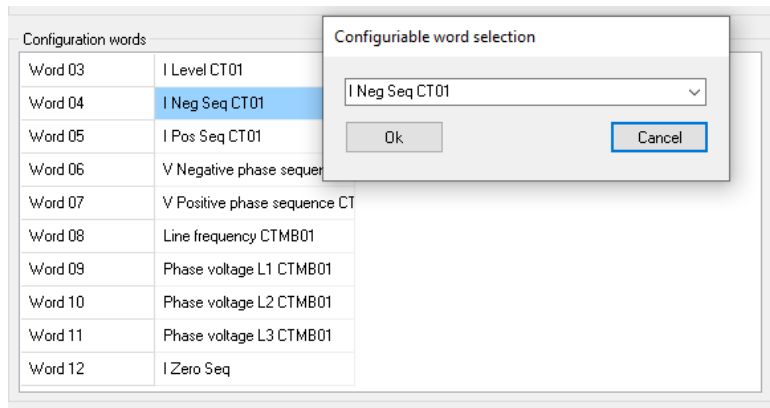 Configuration words
Configuriable word selection
I Neg Seq CT01
Ok Cancel
Word 03 I Level CT01
Word 04 I Neg Seq CT01
Word 05 I Pos Seq CT01
Word 06 V Negative phase
Word 07 V Positive phase sequence CT
Word 08 Line frequency CTMB01
Word 09 Phase voltage L1 CTMB01
Word 10 Phase voltage L2 CTMB01
Word 11 Phase voltage L3 CTMB01
Word 12 I Zero Seq